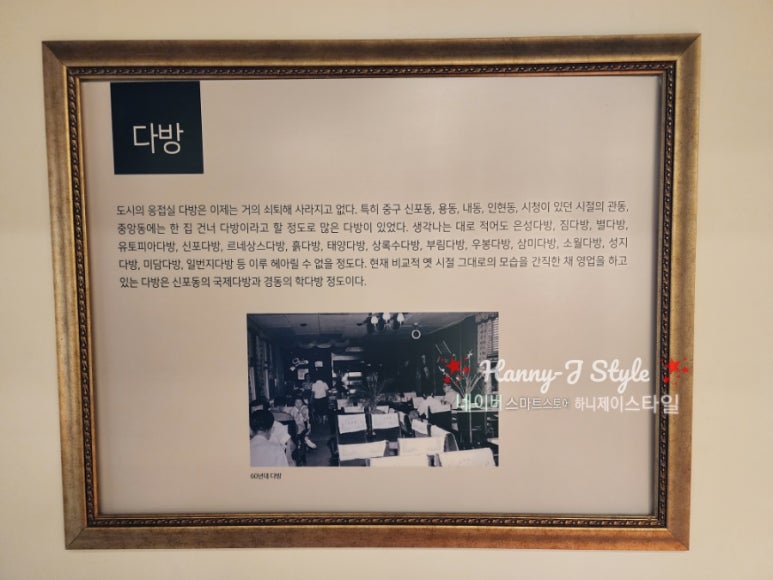 다방
도시의 응접실 다방은 이제는 거의 쇠퇴해 사라지고 없다. 특히 중구 신포동, 용동, 내동, 인현동, 시청이 있던 시절의 관동,
중앙동에는 한 집 건너 다방이라고 할 정도로 많은 다방이 있었다. 생각나는 대로 적어도 은성다방, 짐다방, 별다방,
유토피아다방, 신포다방, 르네상스다방, 흙다방, 태양다방, 상록수다방, 부림다방, 우봉다방, 삼미다방, 소월다방, 성지
다방, 미담다방, 일번지다방 등 이루 헤아릴 수 없을 정도다. 현재 비교적 옛 시절 그대로의 모습을 간직한 채 영업을 하고
있는 다방은 신포동의 국제다방과 경동의 학다방 정도이다.
Hanny-J Style
네이버 스마트스토어 하니제이스타일
60년대 다방